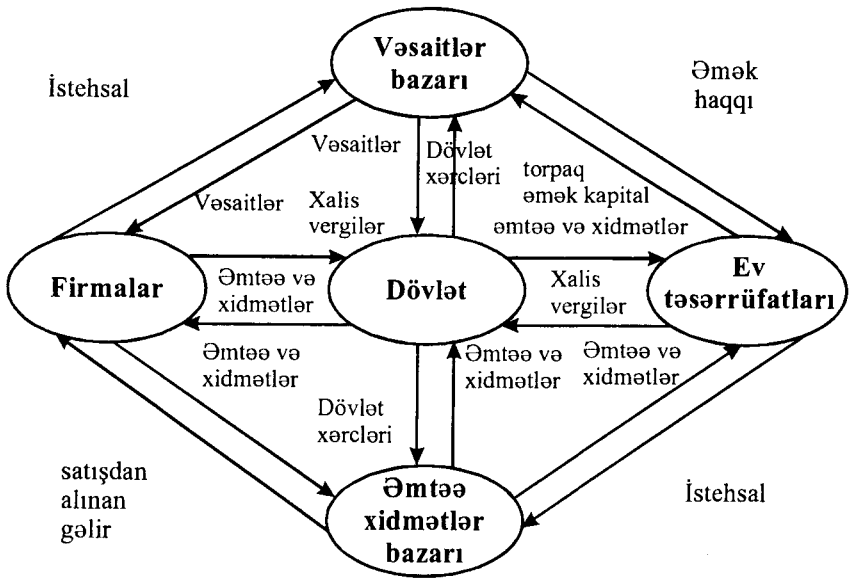 Vəsaitlər
bazarı
İstehsal
Əmək
haqqı
Vəsaitlər
Dövlət
xərcləri
torpaq
əmək kapital
Vəsaitlər
Xalis
vergilər
əmtəə və xidmətlər
Firmalar
Əmtəə və
xidmətlər
Dövlət
Xalis
vergilər
Ev
təsərrüfatları
Əmtəə və
xidmətlər
Əmtəə və
xidmətlər
Əmtəə və
xidmətlər
Dövlət
xərcləri
satışdan
alınan
gəlir
Əmtəə
xidmətlər
bazarı
İstehsal